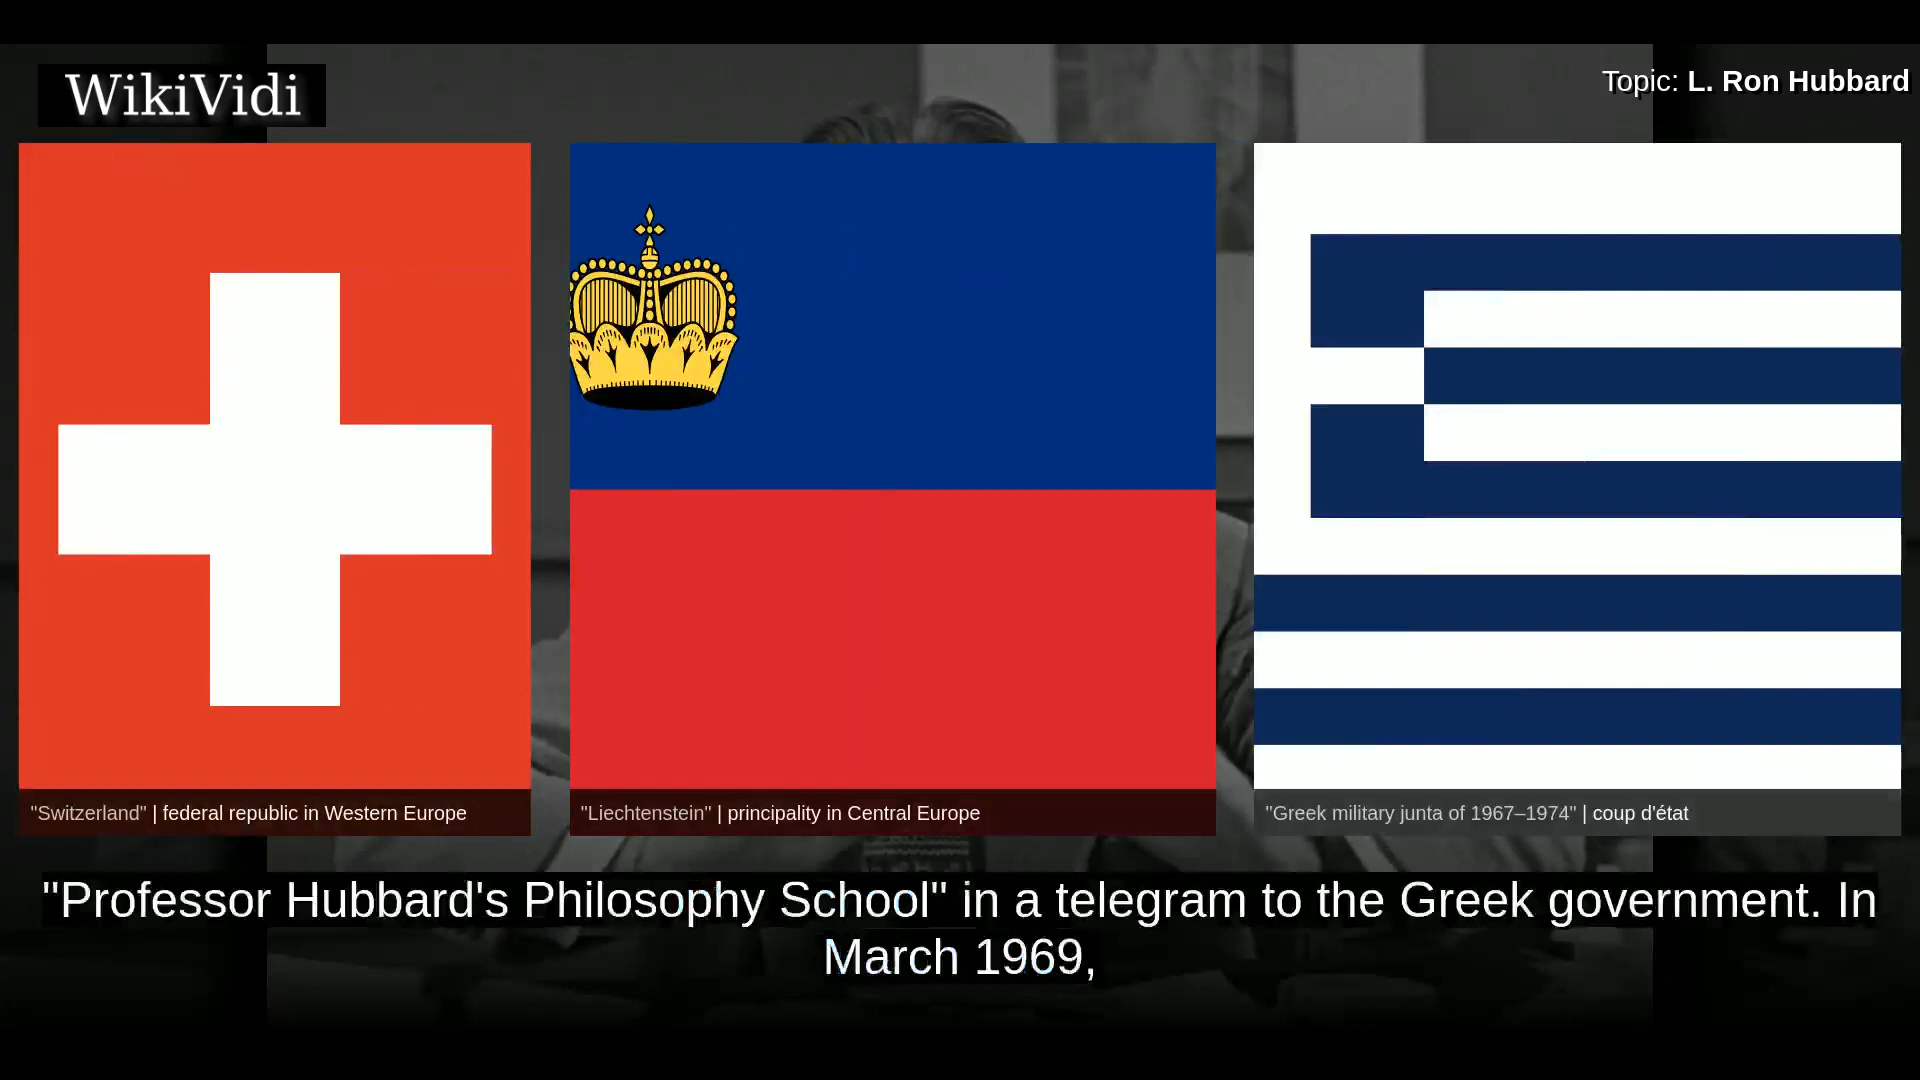 WikiVidi
Topic: L. Ron Hubbard
"Switzerland" | federal republic in Western Europe
"Liechtenstein" | principality in Central Europe
"Greek military junta of 1967–1974" | coup d'état
"Professor Hubbard's Philosophy School" in a telegram to the Greek government. In
March 1969,